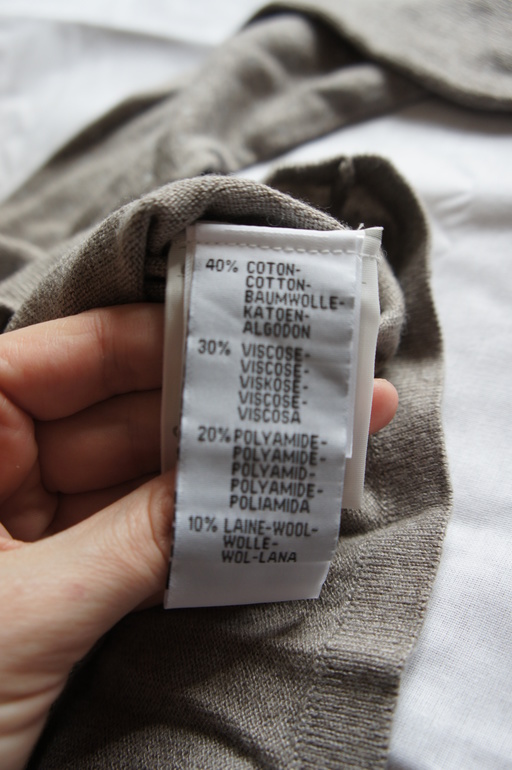 40% COTON-
COTTON-
BAUMWOLLE-
KATOEN-
ALGODON
30% VISCOSE-
VISCOSE-
VISKOSE-
VISCOSE-
VISCOSA
20% POLYAMIDE-
POLYAMIDE-
POLYAMID-
POLYAMIDE-
POLIAMIDA
10% LAINE-WOOL-
WOLLE-
WOL-LANA